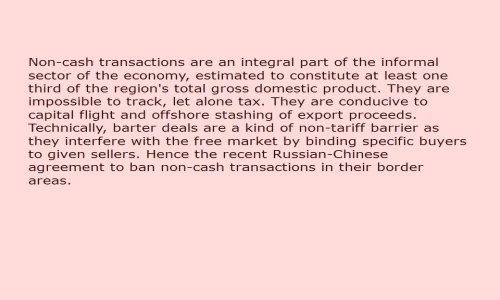 Non-cash transactions are an integral part of the informal
sector of the economy, estimated to constitute at least one
third of the region's total gross domestic product. They are
impossible to track, let alone tax. They are conducive to
capital flight and offshore stashing of export proceeds.
Technically, barter deals are a kind of non-tariff barrier as
they interfere with the free market by binding specific buyers
to given sellers. Hence the recent Russian-Chinese
agreement to ban non-cash transactions in their border
areas.